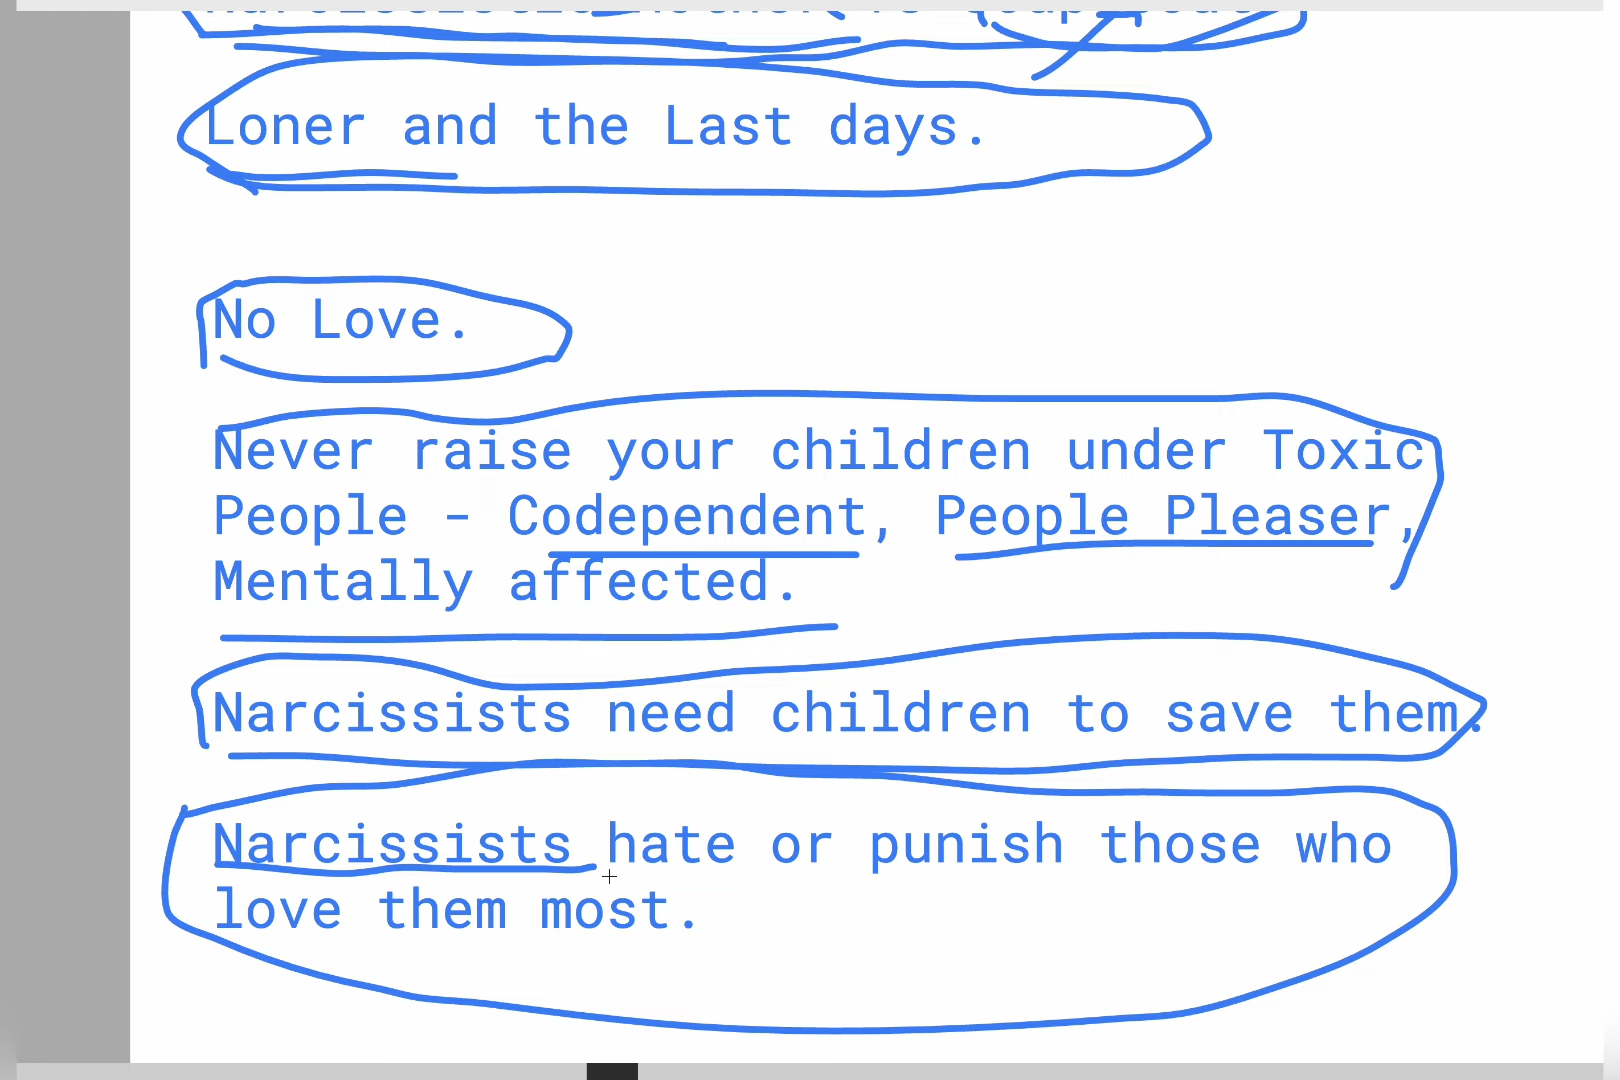 Loner and the Last days.
No Love.
Never raise your children under Toxic
People - Codependent, People Pleaser,
Mentally affected.
Narcissists need children to save them.
Narcissists hate or punish those who
love them most.